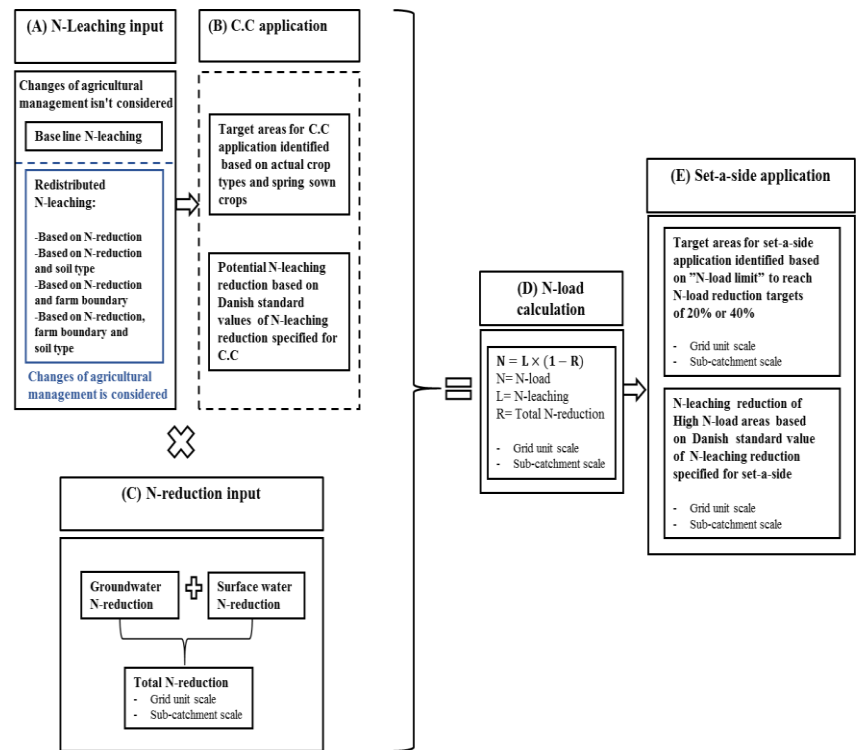 (A) N-Leaching input
Changes of agricultural
management isn't considered
Baseline N-leaching
Redistributed
N-leaching:
-Based on N-reduction
-Based on N-reduction
and soil type
-Based on N-reduction
and farm boundary
-Based on N-reduction,
farm boundary and
soil type
Changes of agricultural
management is considered
(B) C.C application
Target areas for C.C
application identified
based on actual crop
types and spring sown
crops
Potential N-leaching
reduction based on
Danish standard
values of N-leaching
reduction specified for
C.C
(C) N-reduction input
Groundwater
N-reduction
Surface water
N-reduction
Total N-reduction
- Grid unit scale
- Sub-catchment scale
(D) N-load
calculation
N = L × (1 − R)
N= N-load
L= N-leaching
R= Total N-reduction
- Grid unit scale
- Sub-catchment scale
(E) Set-a-side application
Target areas for set-a-side
application identified based
on ”N-load limit” to reach
N-load reduction targets
of 20% or 40%
- Grid unit scale
- Sub-catchment scale
N-leaching reduction of
High N-load areas based
on Danish standard value
of N-leaching reduction
specified for set-a-side
- Grid unit scale
- Sub-catchment scale